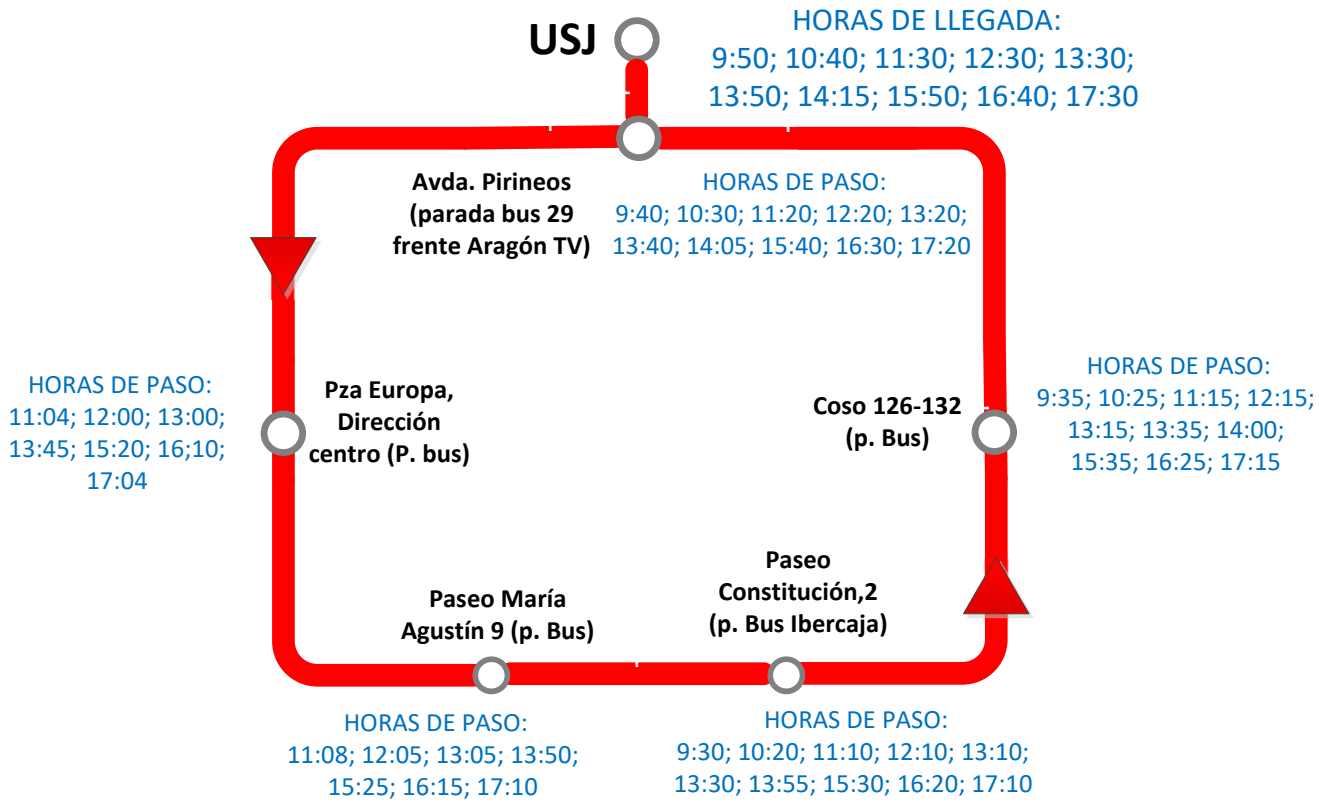 USJ
HORAS DE LLEGADA:
9:50; 10:40; 11:30; 12:30; 13:30;
13:50; 14:15; 15:50; 16:40; 17:30
Avda. Pirineos
(parada bus 29
frente Aragón TV)
HORAS DE PASO:
9:40; 10:30; 11:20; 12:20; 13:20;
13:40; 14:05; 15:40; 16:30; 17:20
HORAS DE PASO:
11:04; 12:00; 13:00;
13:45; 15:20; 16;10;
17:04
Pza Europa,
Dirección
centro (P. bus)
Coso 126-132
(p. Bus)
HORAS DE PASO:
9:35; 10:25; 11:15; 12:15;
13:15; 13:35; 14:00;
15:35; 16:25; 17:15
Paseo María
Agustín 9 (p. Bus)
Paseo
Constitución,2
(p. Bus Ibercaja)
HORAS DE PASO:
11:08; 12:05; 13:05; 13:50;
15:25; 16:15; 17:10
HORAS DE PASO:
9:30; 10:20; 11:10; 12:10; 13:10;
13:30; 13:55; 15:30; 16:20; 17:10